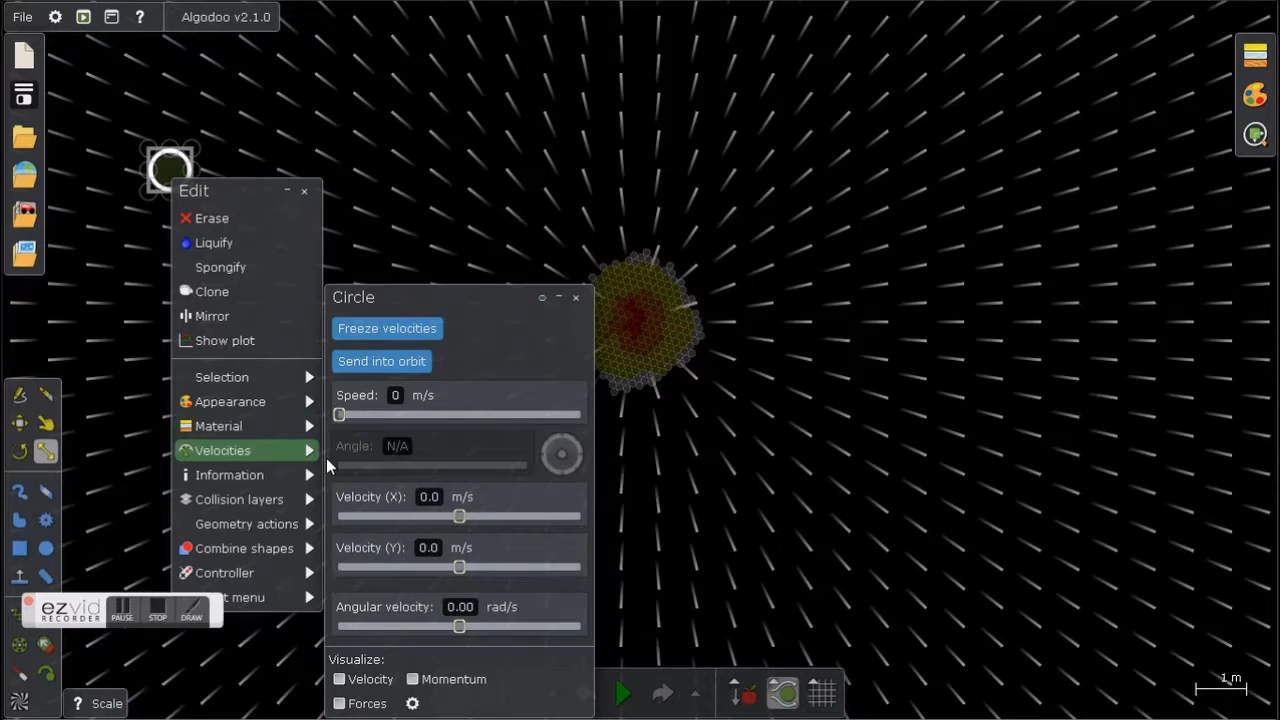 File
?
Algodoo v2.1.0
Edit
Erase
Liquify
Spongify
Clone
Mirror
Show plot
Selection
Appearance
Material
Velocities
Information
Collision layers
Geometry actions
Combine shapes
Controller
t menu
Circle
Freeze velocities
Send into orbit
Speed: 0 m/s
Angle: N/A
Velocity (X): 0.0 m/s
Velocity (Y): 0.0 m/s
Angular velocity: 0.00 rad/s
Visualize:
Velocity
Momentum
Forces
ezvid
RECORDER
PAUSE
STOP
DRAW
? Scale
1 m